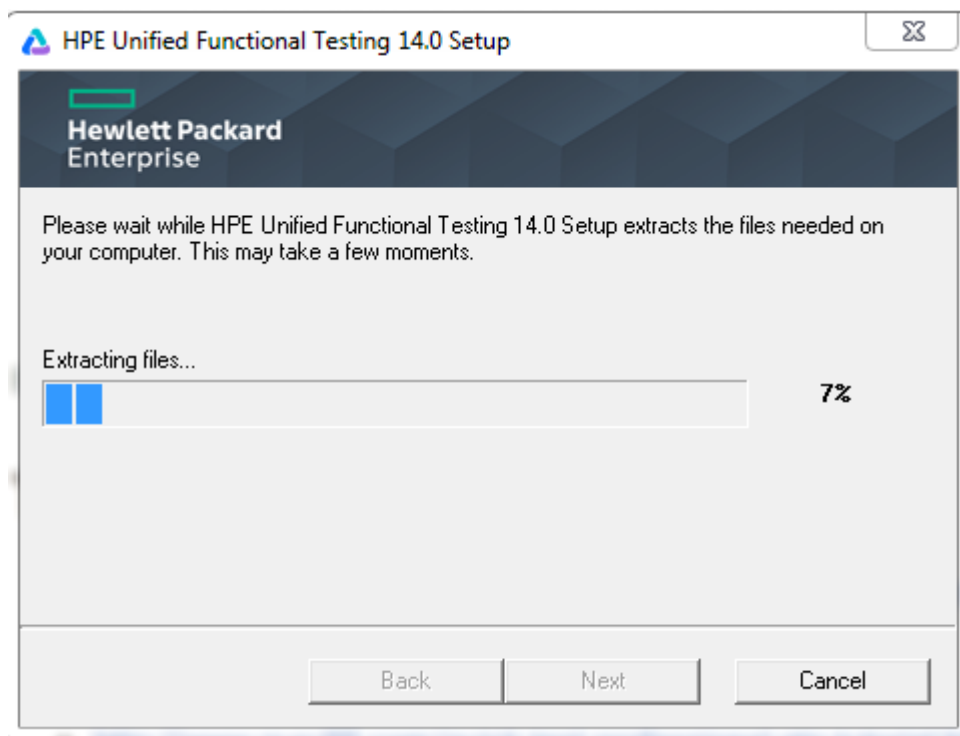 HPE Unified Functional Testing 14.0 Setup
Hewlett Packard
Enterprise
Please wait while HPE Unified Functional Testing 14.0 Setup extracts the files needed on
your computer. This may take a few moments.
Extracting files...
7%
Back Next Cancel